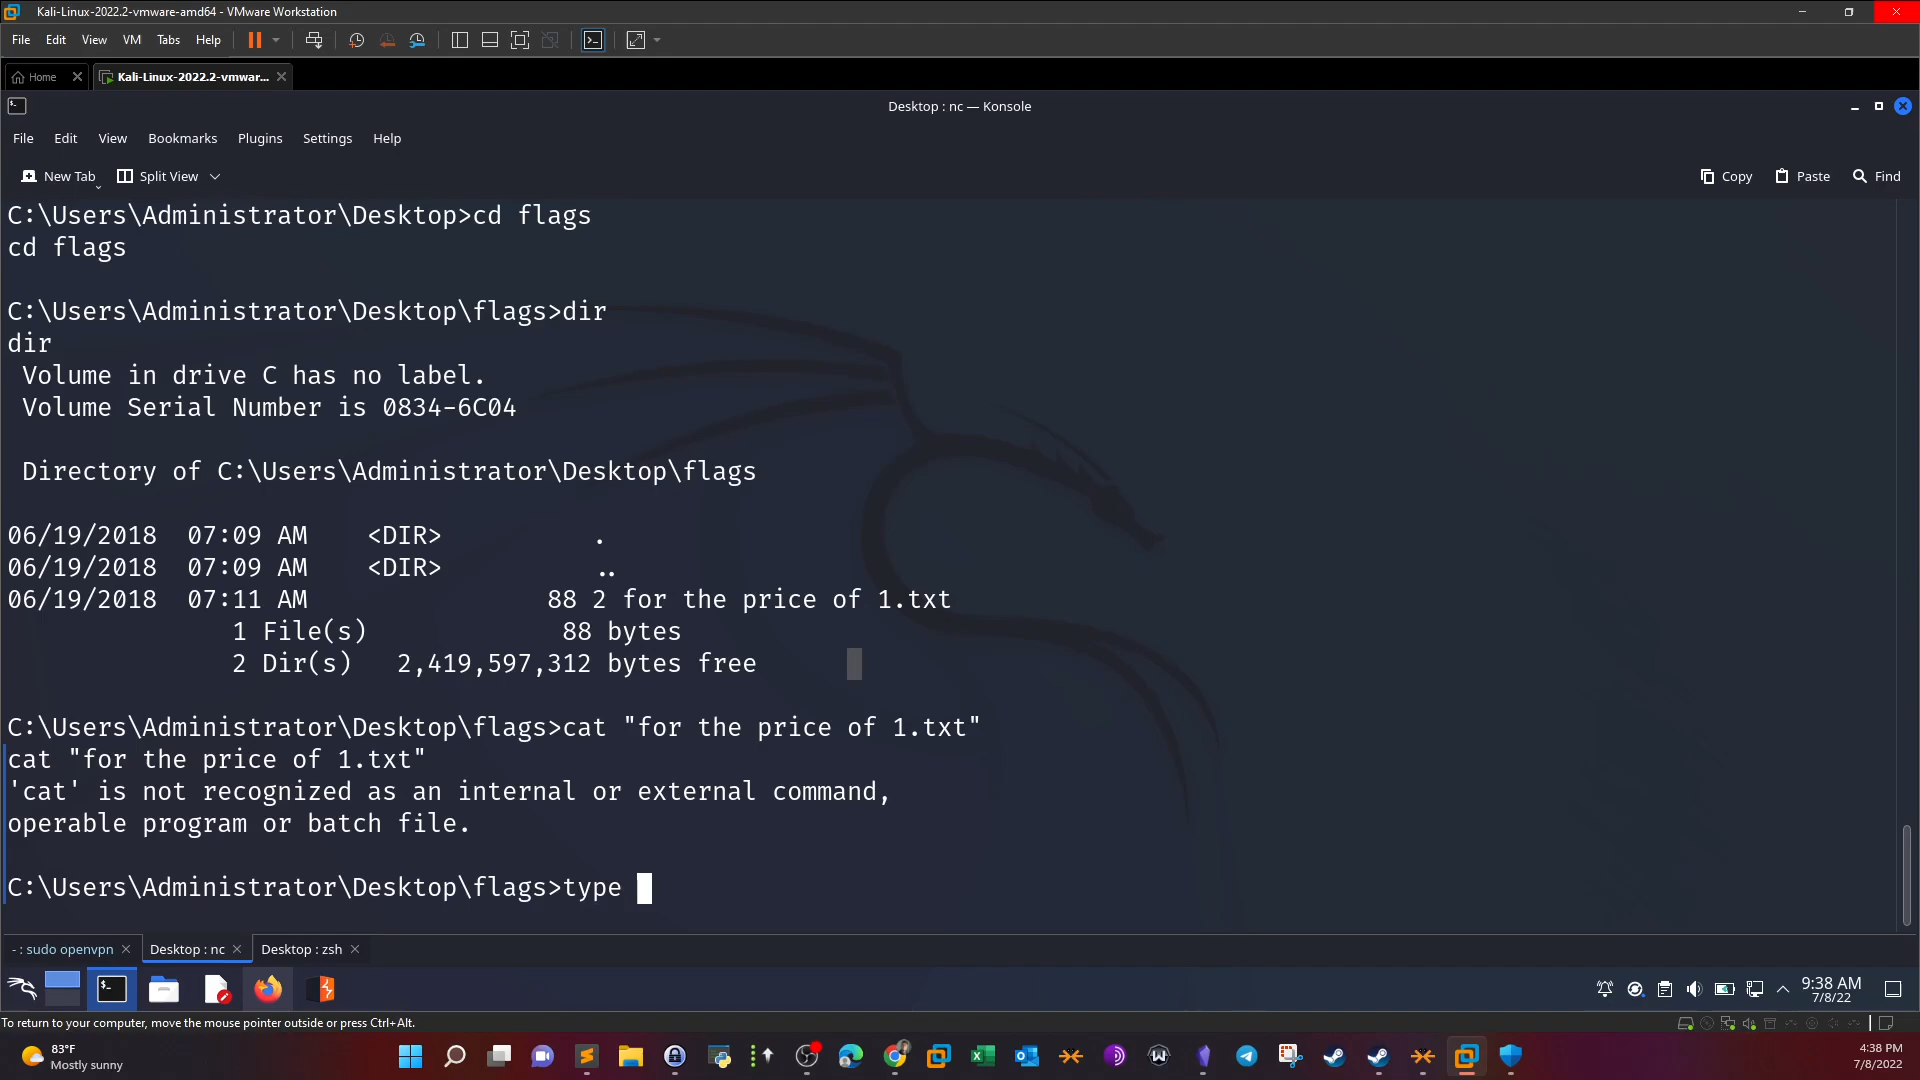 Kali-Linux-2022.2-vmware-amd64 - VMware Workstation
File Edit View VM Tabs Help
Home Kali-Linux-2022.2-vmwar...
Desktop : nc — Konsole
File Edit View Bookmarks Plugins Settings Help
New Tab Split View Copy Paste Find
C:\Users\Administrator\Desktop>cd flags
cd flags
C:\Users\Administrator\Desktop\flags>dir
dir
Volume in drive C has no label.
Volume Serial Number is 0834-6C04
Directory of C:\Users\Administrator\Desktop\flags
06/19/2018 07:09 AM <DIR> .
06/19/2018 07:09 AM <DIR> ..
06/19/2018 07:11 AM 88 2 for the price of 1.txt
1 File(s) 88 bytes
2 Dir(s) 2,419,597,312 bytes free
C:\Users\Administrator\Desktop\flags>cat "for the price of 1.txt"
cat "for the price of 1.txt"
'cat' is not recognized as an internal or external command,
operable program or batch file.
C:\Users\Administrator\Desktop\flags>type
- : sudo openvpn Desktop : nc Desktop : zsh
9:38 AM
7/8/22
To return to your computer, move the mouse pointer outside or press Ctrl+Alt.
83°F
Mostly sunny
4:38 PM
7/8/2022